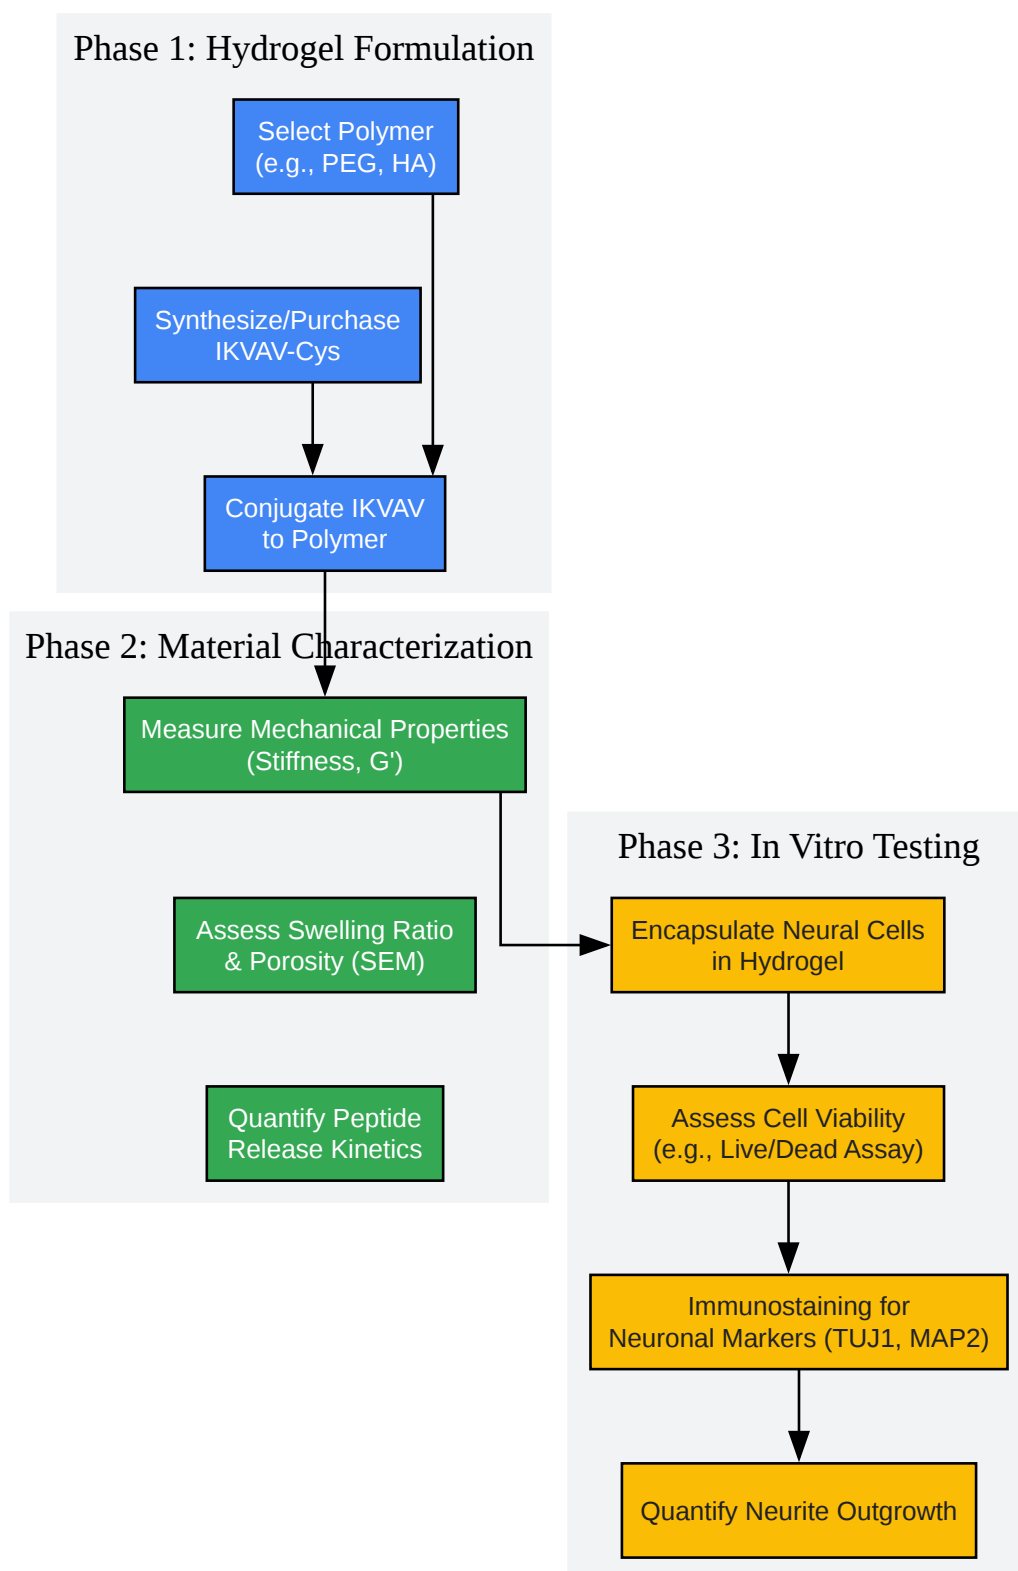 Phase 1: Hydrogel Formulation
Select Polymer
(e.g., PEG, HA)
Synthesize/Purchase
IKVAV-Cys
Conjugate IKVAV
to Polymer
Phase 2: Material Characterization
Measure Mechanical Properties
(Stiffness, G')
Assess Swelling Ratio
& Porosity (SEM)
Quantify Peptide
Release Kinetics
Phase 3: In Vitro Testing
Encapsulate Neural Cells
in Hydrogel
Assess Cell Viability
(e.g., Live/Dead Assay)
Immunostaining for
Neuronal Markers (TUJ1, MAP2)
Quantify Neurite Outgrowth